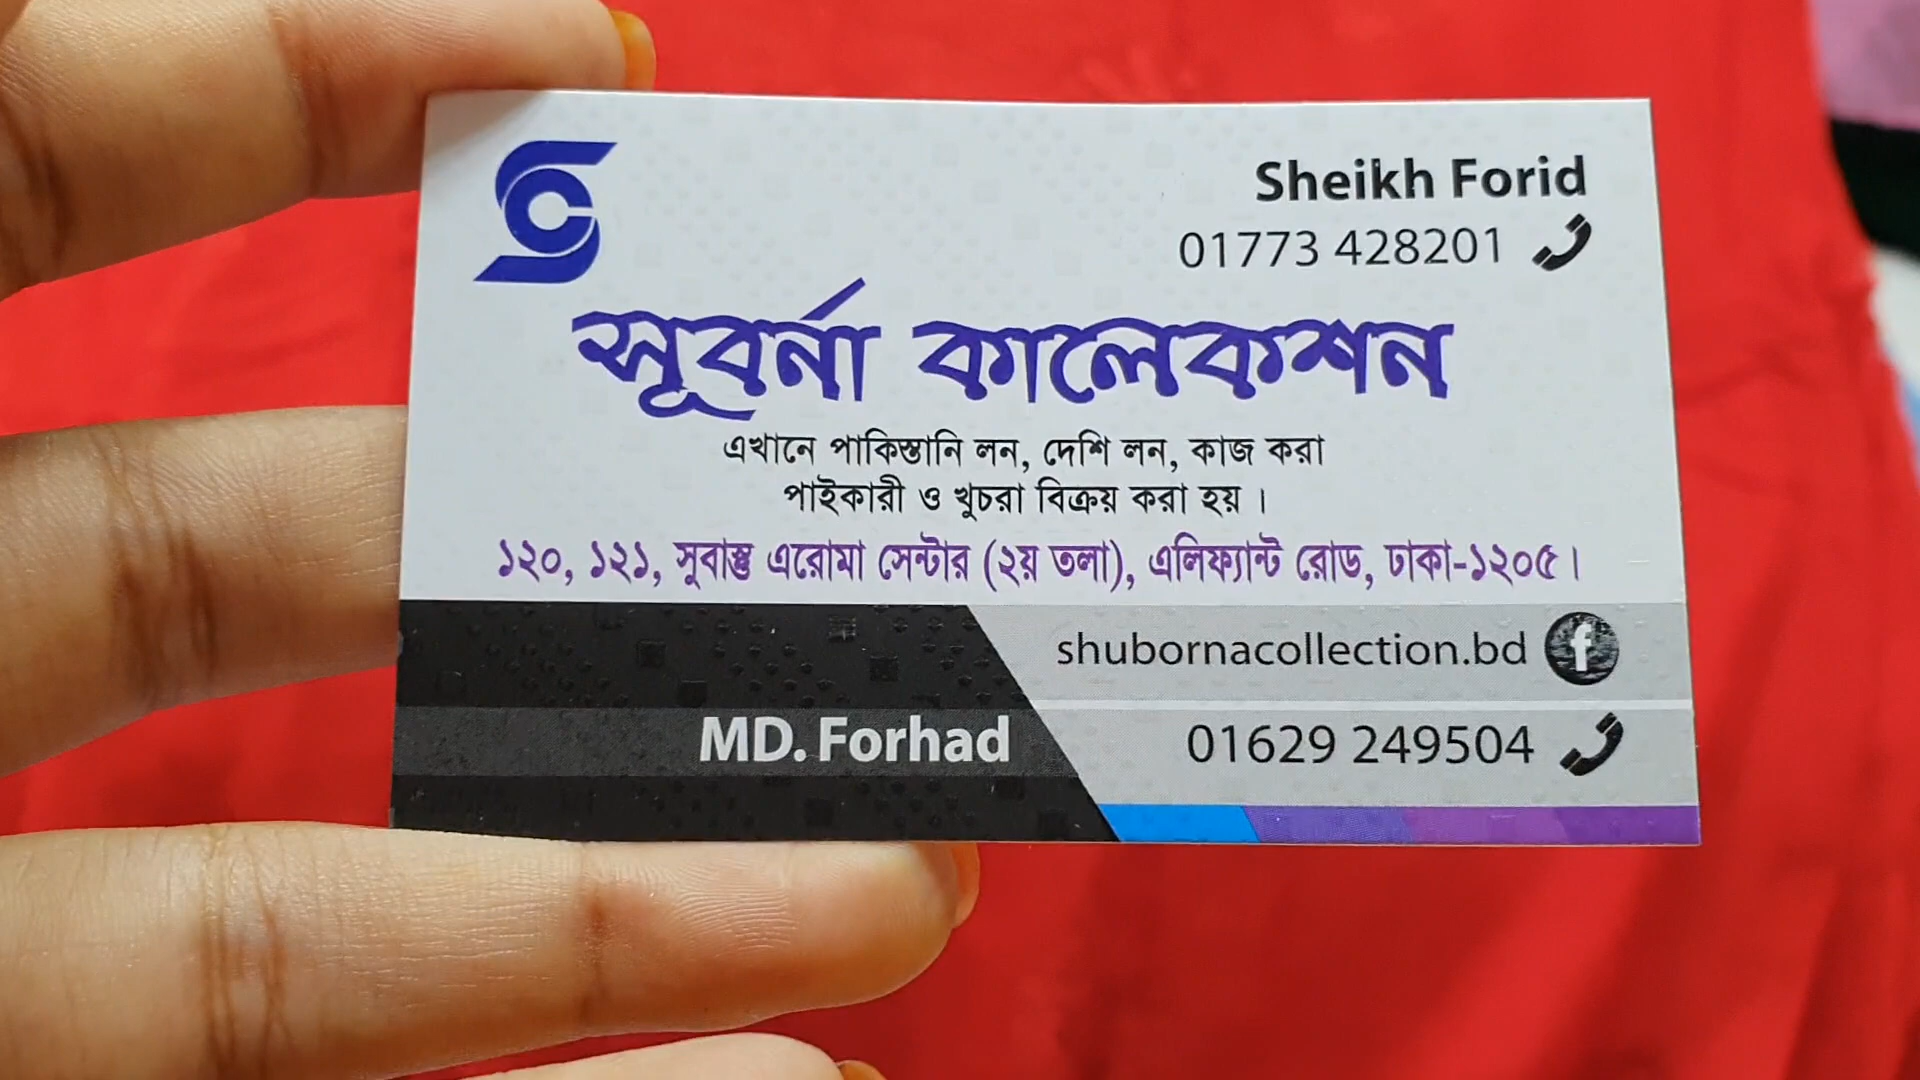 Sheikh Forid
01773 428201
সূবর্না কালেকশন
এখানে পাকিস্তানি লন, দেশি লন, কাজ করা
পাইকারী ও খুচরা বিক্রয় করা হয়।
১২০, ১২১, সুবাস্তু এরোমা সেন্টার (২য় তলা), এলিফ্যান্ট রোড, ঢাকা-১২০৫।
shubornacollection.bd
MD. Forhad 01629 249504